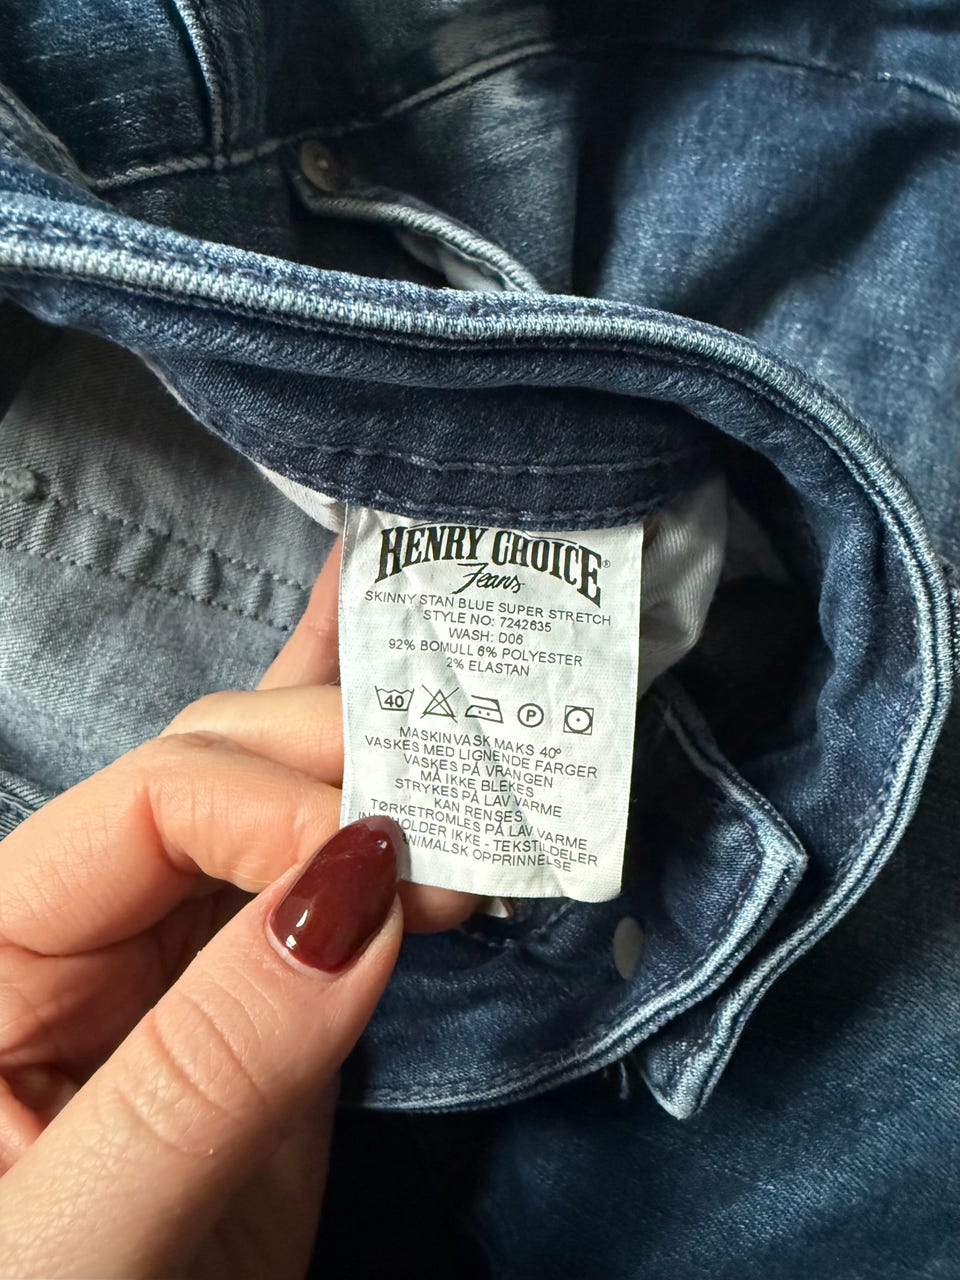 HENRY CHOICE®
Jeans
SKINNY STAN BLUE SUPER STRETCH
STYLE NO: 7242635
WASH: D06
92% BOMULL 6% POLYESTER
2% ELASTAN
40 P
MASKINVASK MAKS 40°
VASKES MED LIGNENDE FARGER
VASKES PÅ VRANGEN
MÅ IKKE BLEKES
STRYKES PÅ LAV VARME
KAN RENSES
TØRKETROMLES PÅ LAV VARME
HOLDER IKKE - TEKSTILDELER
ANIMALSK OPPRINNELSE